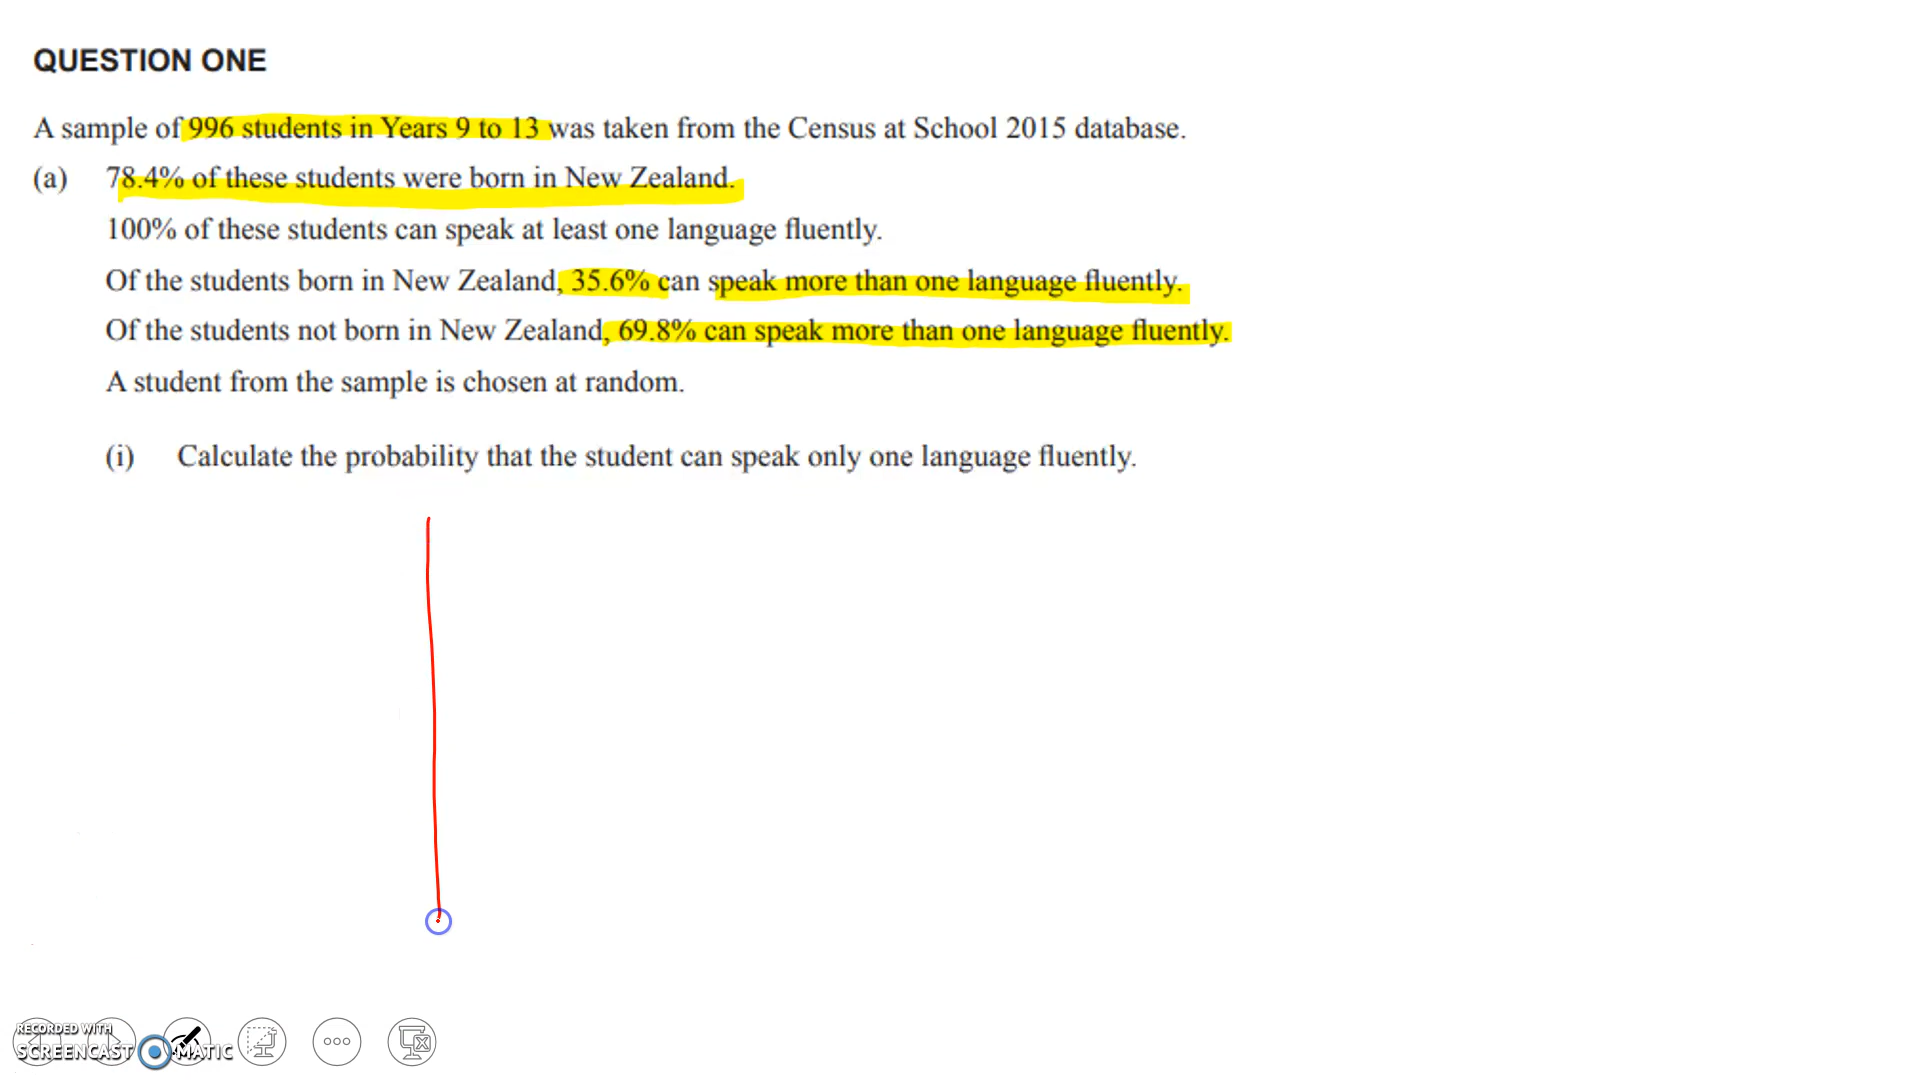 QUESTION ONE
A sample of 996 students in Years 9 to 13 was taken from the Census at School 2015 database.
(a) 78.4% of these students were born in New Zealand.
100% of these students can speak at least one language fluently.
Of the students born in New Zealand, 35.6% can speak more than one language fluently.
Of the students not born in New Zealand, 69.8% can speak more than one language fluently.
A student from the sample is chosen at random.
(i) Calculate the probability that the student can speak only one language fluently.
RECORDED WITH
SCREENCAST MATIC